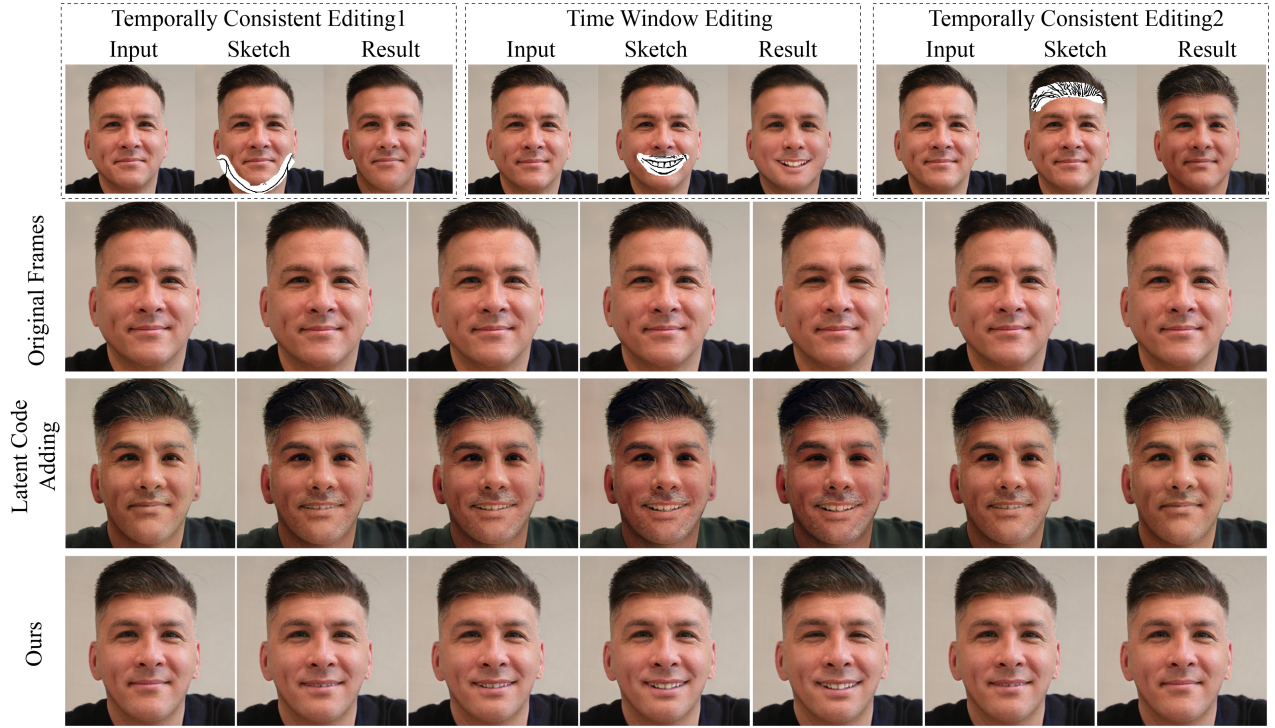 Temporally Consistent Editing1
Time Window Editing
Temporally Consistent Editing2
Input Sketch Result
Input Sketch Result
Input Sketch Result
Original Frames
Latent Code
Adding
Ours